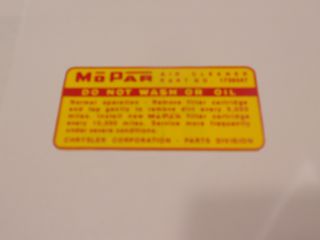 MOPAR AIR CLEANER
PART NO.
DO NOT WASH OR OIL
Normal operation - Remove filter cartridge
and tap gently to remove dirt every 5,000
miles. Install new MOPAR filter cartridge
every 15,000 miles. Service more frequently
under severe conditions.
CHRYSLER CORPORATION - PARTS DIVISION